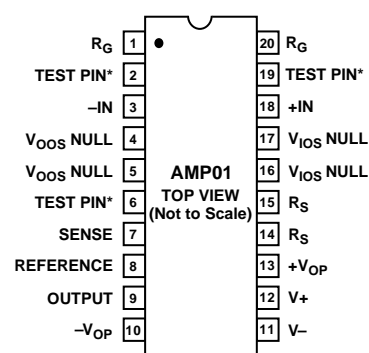 RG 1 20 RG
TEST PIN* 2 19 TEST PIN*
–IN 3 18 +IN
VOOS NULL 4 17 VIOS NULL
VOOS NULL 5 AMP01 16 VIOS NULL
TEST PIN* 6 TOP VIEW 15 RS
(Not to Scale)
SENSE 7 14 RS
REFERENCE 8 13 +VOP
OUTPUT 9 12 V+
–VOP 10 11 V–